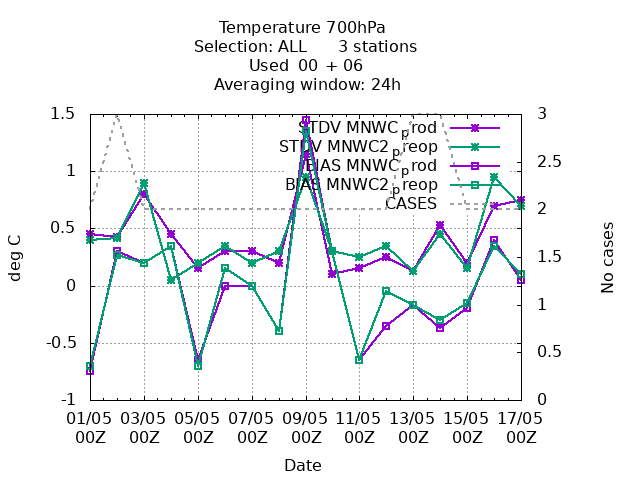 Temperature 700hPa
Selection: ALL 3 stations
Used 00 + 06
Averaging window: 24h
1.5
1
0.5
0
-0.5
-1
deg C
3
2.5
2
1.5
1
0.5
0
No cases
STDV MNWC_prod
STDV MNWC2_preop
BIAS MNWC_prod
BIAS MNWC2_preop
CASES
01/05 03/05 05/05 07/05 09/05 11/05 13/05 15/05 17/05
00Z 00Z 00Z 00Z 00Z 00Z 00Z 00Z 00Z
Date